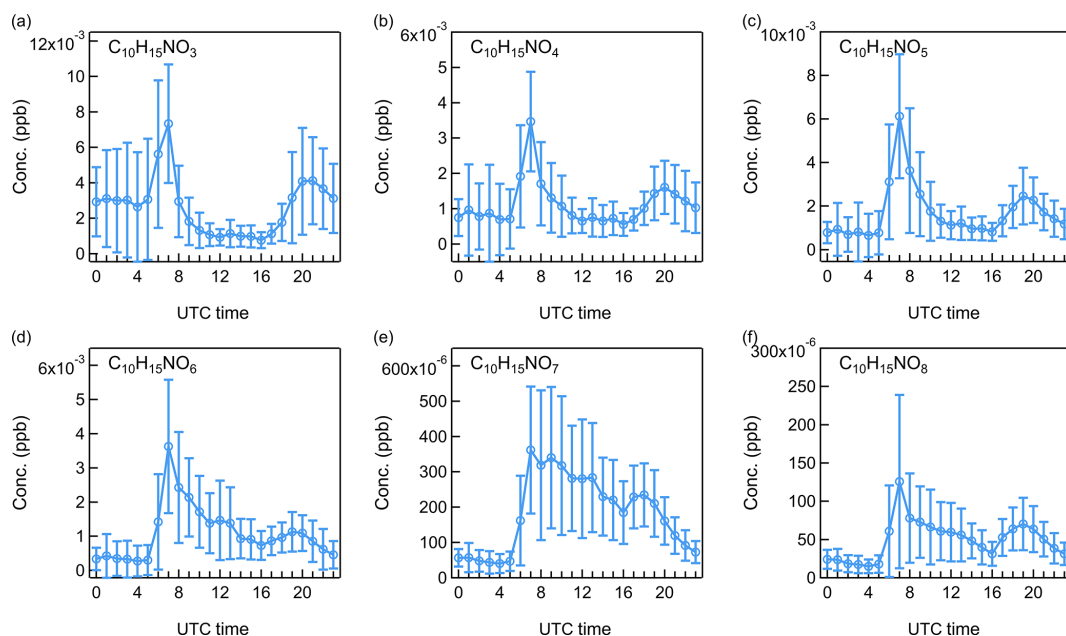 (a)
12x10⁻³
C₁₀H₁₅NO₃
10
8
6
4
2
0
Conc. (ppb)
0 4 8 12 16 20
UTC time
(b)
6x10⁻³
C₁₀H₁₅NO₄
5
4
3
2
1
0
Conc. (ppb)
0 4 8 12 16 20
UTC time
(c)
10x10⁻³
C₁₀H₁₅NO₅
8
6
4
2
0
Conc. (ppb)
0 4 8 12 16 20
UTC time
(d)
6x10⁻³
C₁₀H₁₅NO₆
5
4
3
2
1
0
Conc. (ppb)
0 4 8 12 16 20
UTC time
(e)
600x10⁻⁶
C₁₀H₁₅NO₇
500
400
300
200
100
0
Conc. (ppb)
0 4 8 12 16 20
UTC time
(f)
300x10⁻⁶
C₁₀H₁₅NO₈
250
200
150
100
50
0
Conc. (ppb)
0 4 8 12 16 20
UTC time